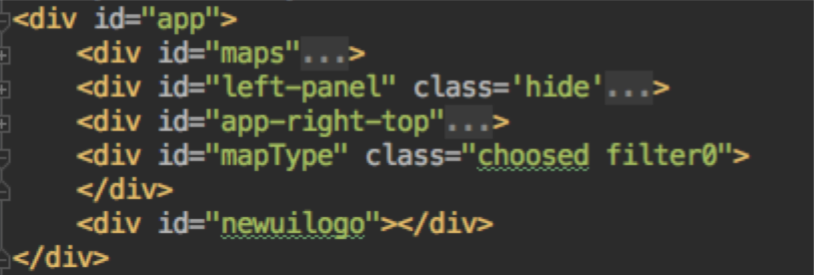 <div id="app">
<div id="maps"...>
<div id="left-panel" class='hide'...>
<div id="app-right-top"...>
<div id="mapType" class="choosed filter0">
</div>
<div id="newuilogo"></div>
</div>